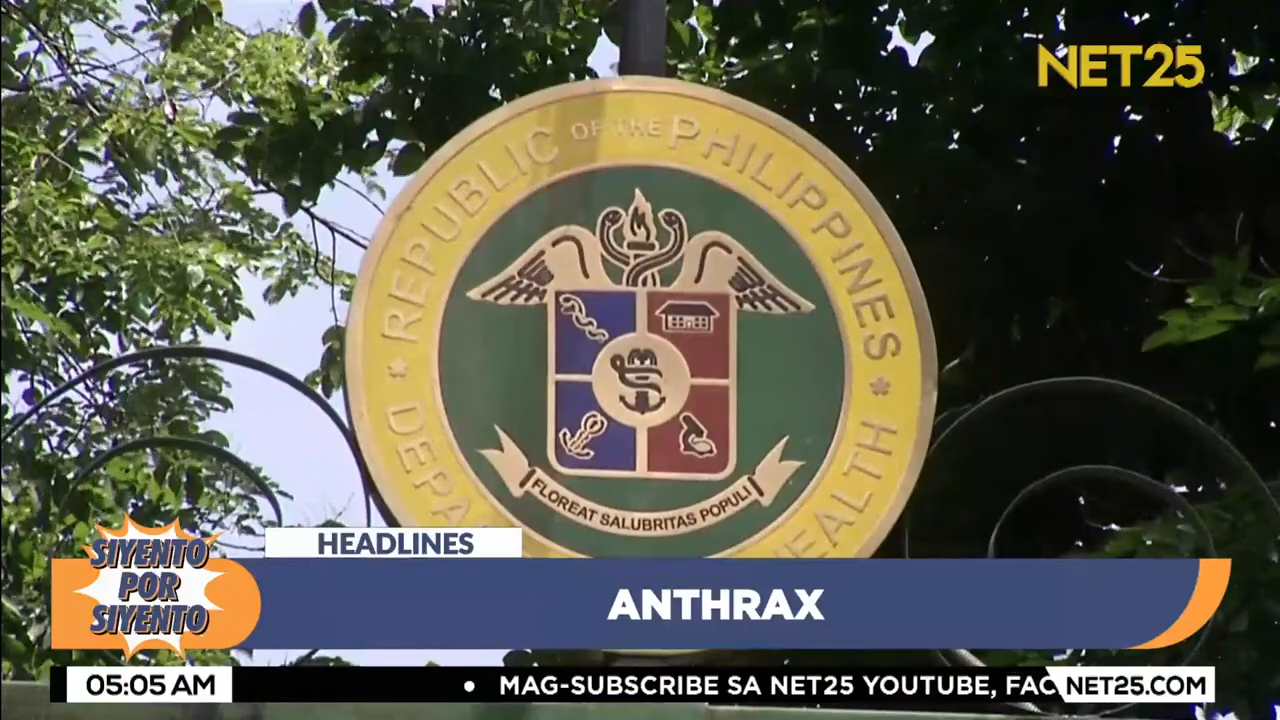 NET25
REPUBLIC OF THE PHILIPPINES
HEALTH
FLOREAT SALUBRITAS POPULI
HEADLINES
SIYENTO
POR
SIYENTO
ANTHRAX
05:05 AM
• MAG-SUBSCRIBE SA NET25 YOUTUBE, FAC
NET25.COM